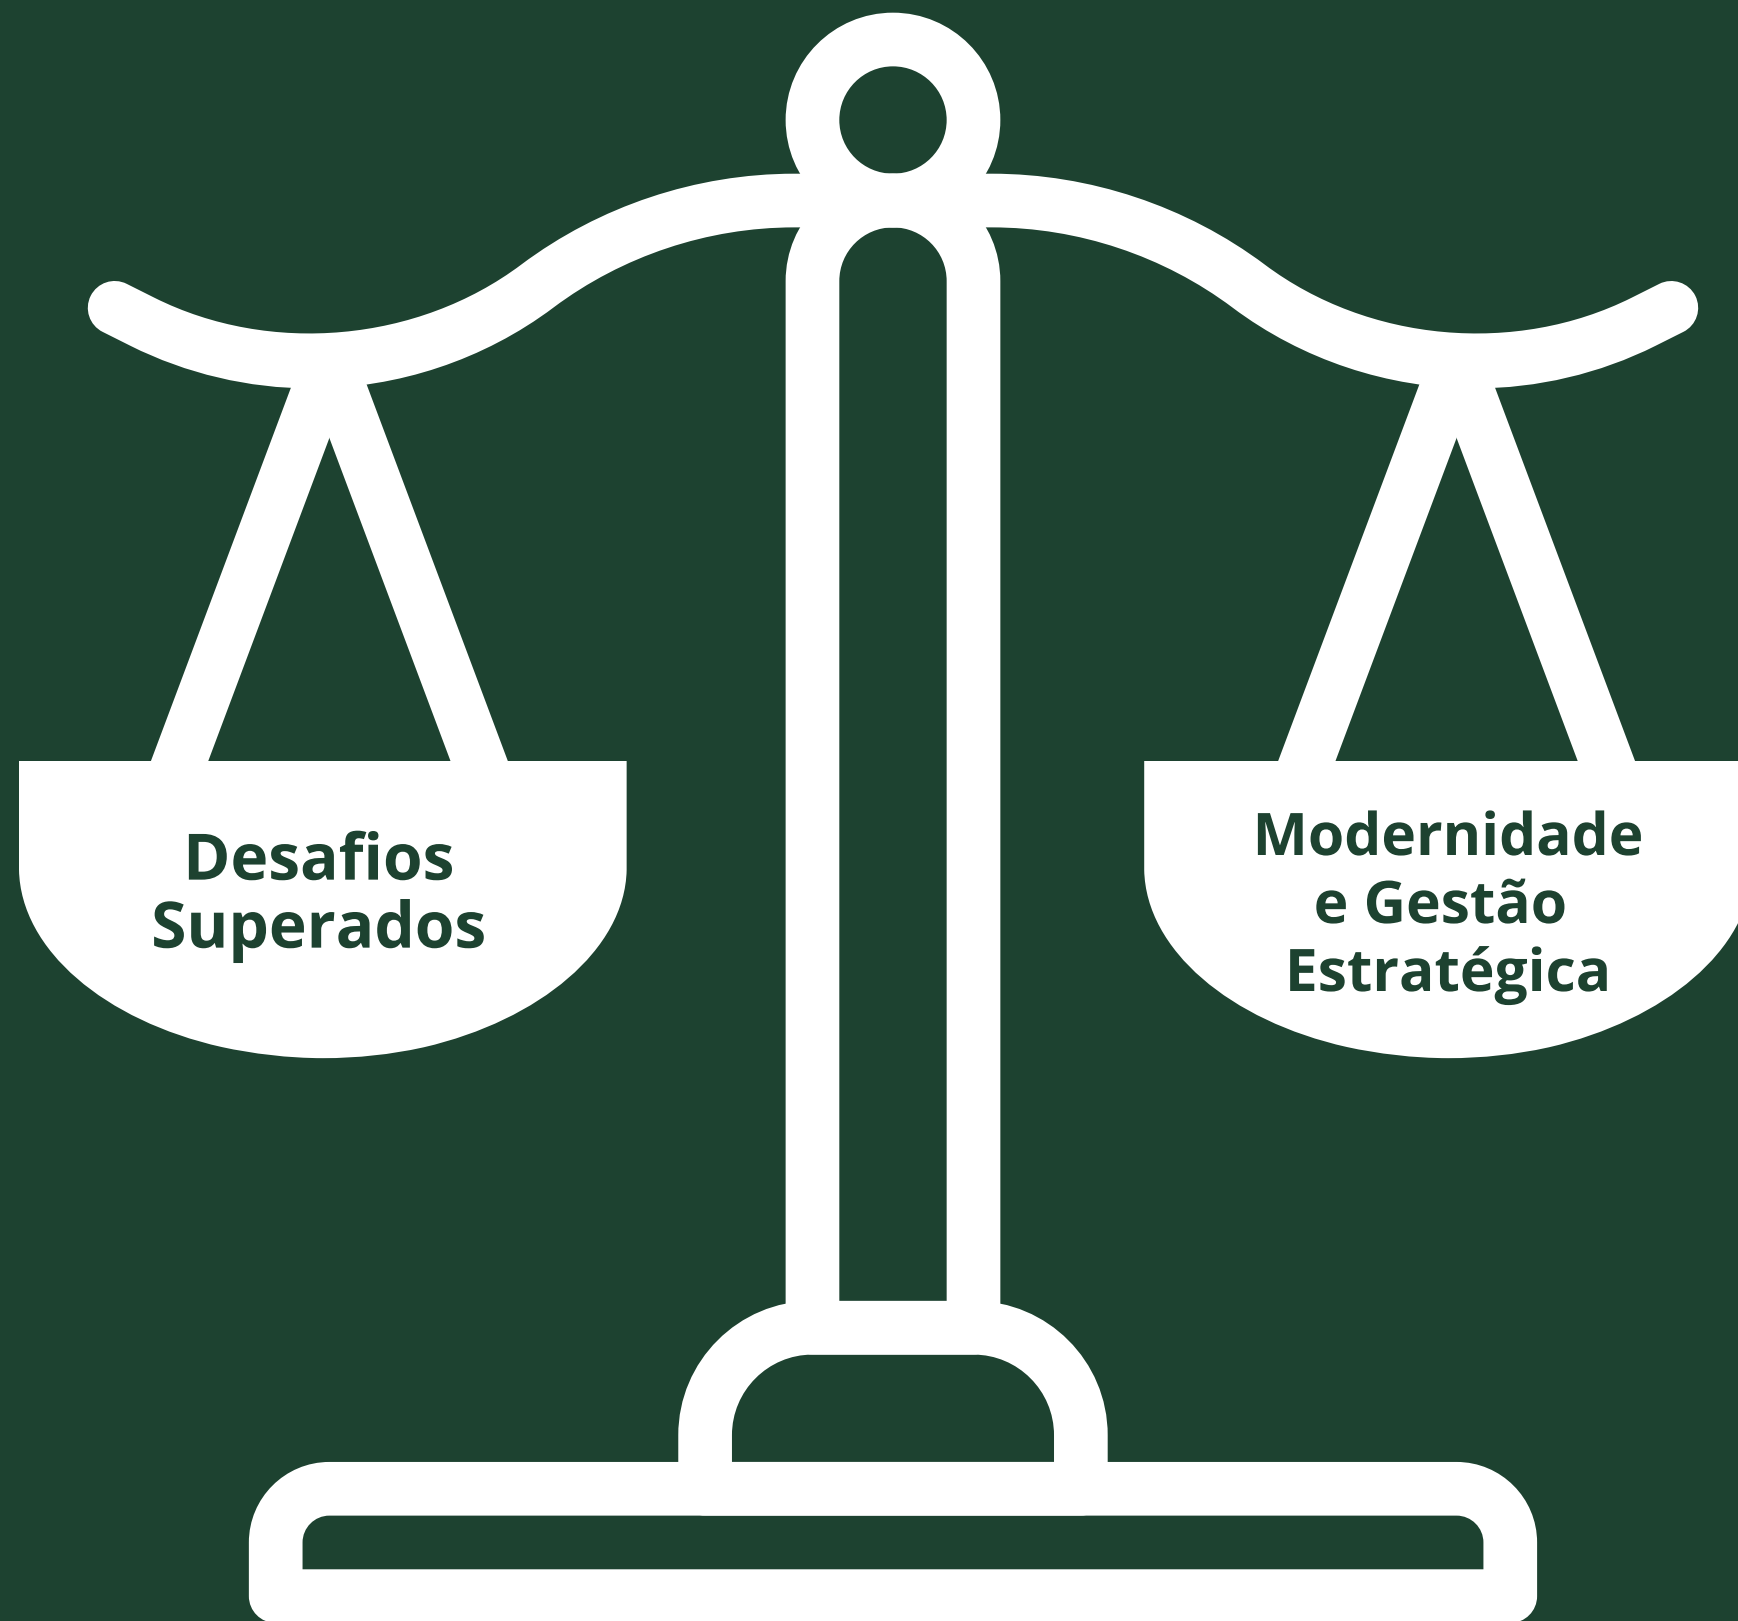 Desafios
Superados
Modernidade
e Gestão
Estratégica